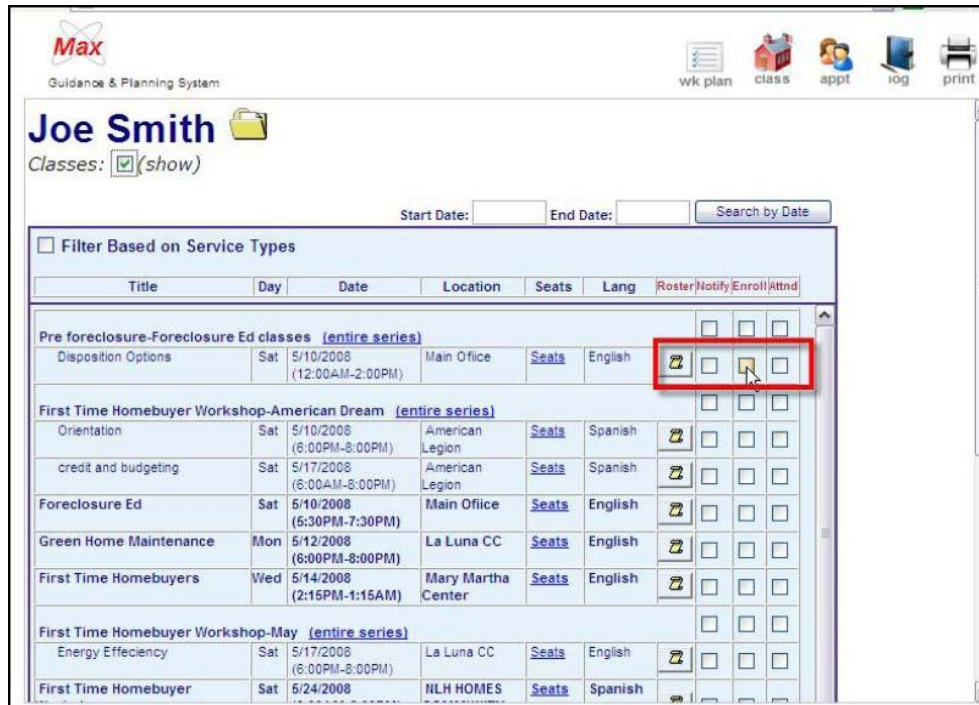 Max
Guidance & Planning System
wk plan class appt log print
Joe Smith
Classes: (show)
Start Date: End Date: Search by Date
Filter Based on Service Types
Title Day Date Location Seats Lang Roster Notify Enroll Attnd
Pre foreclosure-Foreclosure Ed classes (entire series)
Disposition Options Sat 5/10/2008 Main Ofiice Seats English
(12:00AM-2:00PM)
First Time Homebuyer Workshop-American Dream (entire series)
Orientation Sat 5/10/2008 American Seats Spanish
(6:00PM-8:00PM) Legion
credit and budgeting Sat 5/17/2008 American Seats Spanish
(6:00AM-8:00PM) Legion
Foreclosure Ed Sat 5/10/2008 Main Ofiice Seats English
(5:30PM-7:30PM)
Green Home Maintenance Mon 5/12/2008 La Luna CC Seats English
(6:00PM-8:00PM)
First Time Homebuyers Wed 5/14/2008 Mary Martha Seats English
(2:15PM-1:15AM) Center
First Time Homebuyer Workshop-May (entire series)
Energy Effeciency Sat 5/17/2008 La Luna CC Seats English
(6:00PM-8:00PM)
First Time Homebuyer Sat 5/24/2008 NLH HOMES Seats Spanish